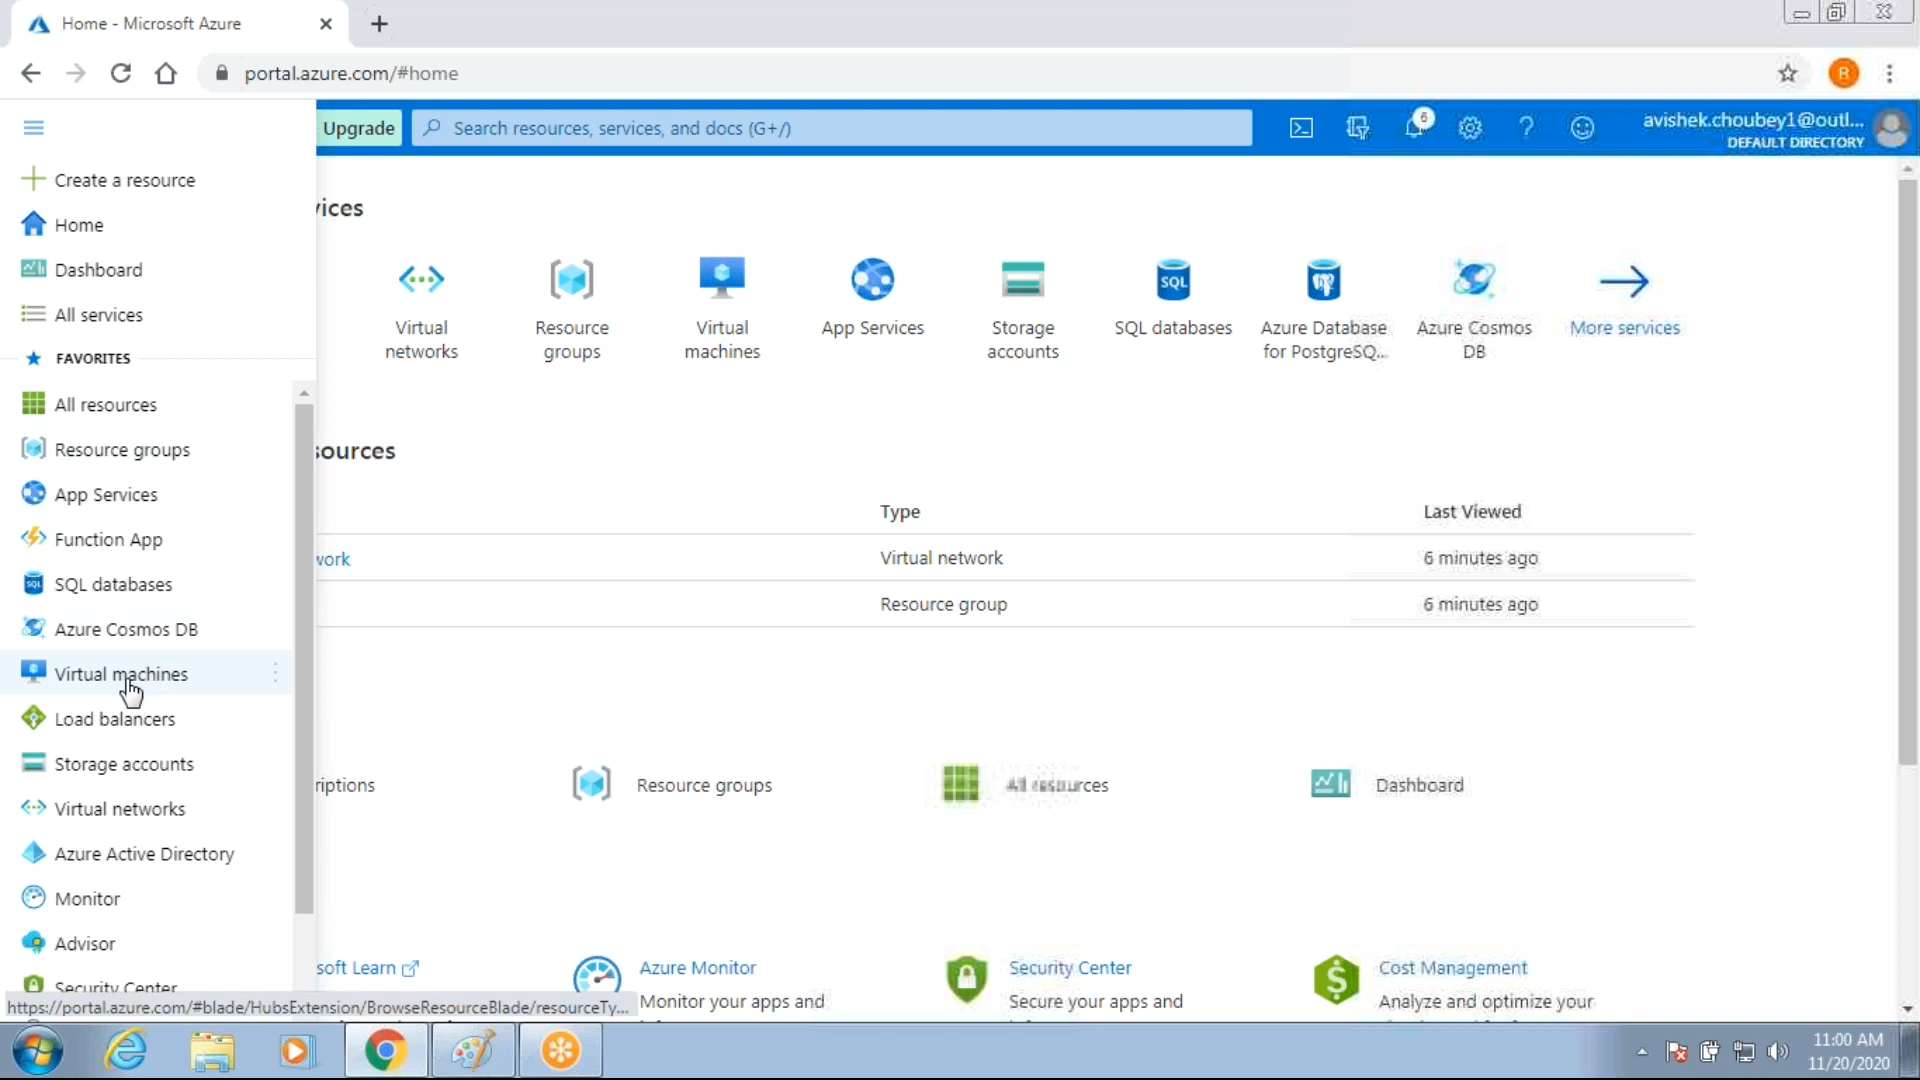 Home - Microsoft Azure
portal.azure.com/#home
Upgrade
Search resources, services, and docs (G+/)
6
avishek.choubey1@outl...
DEFAULT DIRECTORY
Create a resource
Home
Dashboard
All services
FAVORITES
All resources
Resource groups
App Services
Function App
SQL databases
Azure Cosmos DB
Virtual machines
Load balancers
Storage accounts
Virtual networks
Azure Active Directory
Monitor
Advisor
Security Center
https://portal.azure.com/#blade/HubsExtension/BrowseResourceBlade/resourceTy...
vices
Virtual networks
Resource groups
Virtual machines
App Services
Storage accounts
SQL databases
Azure Database for PostgreSQ...
Azure Cosmos DB
More services
sources
Type
Last Viewed
work
Virtual network
6 minutes ago
Resource group
6 minutes ago
riptions
Resource groups
All resources
Dashboard
soft Learn
Azure Monitor
Monitor your apps and
Security Center
Secure your apps and
Cost Management
Analyze and optimize your
11:00 AM
11/20/2020